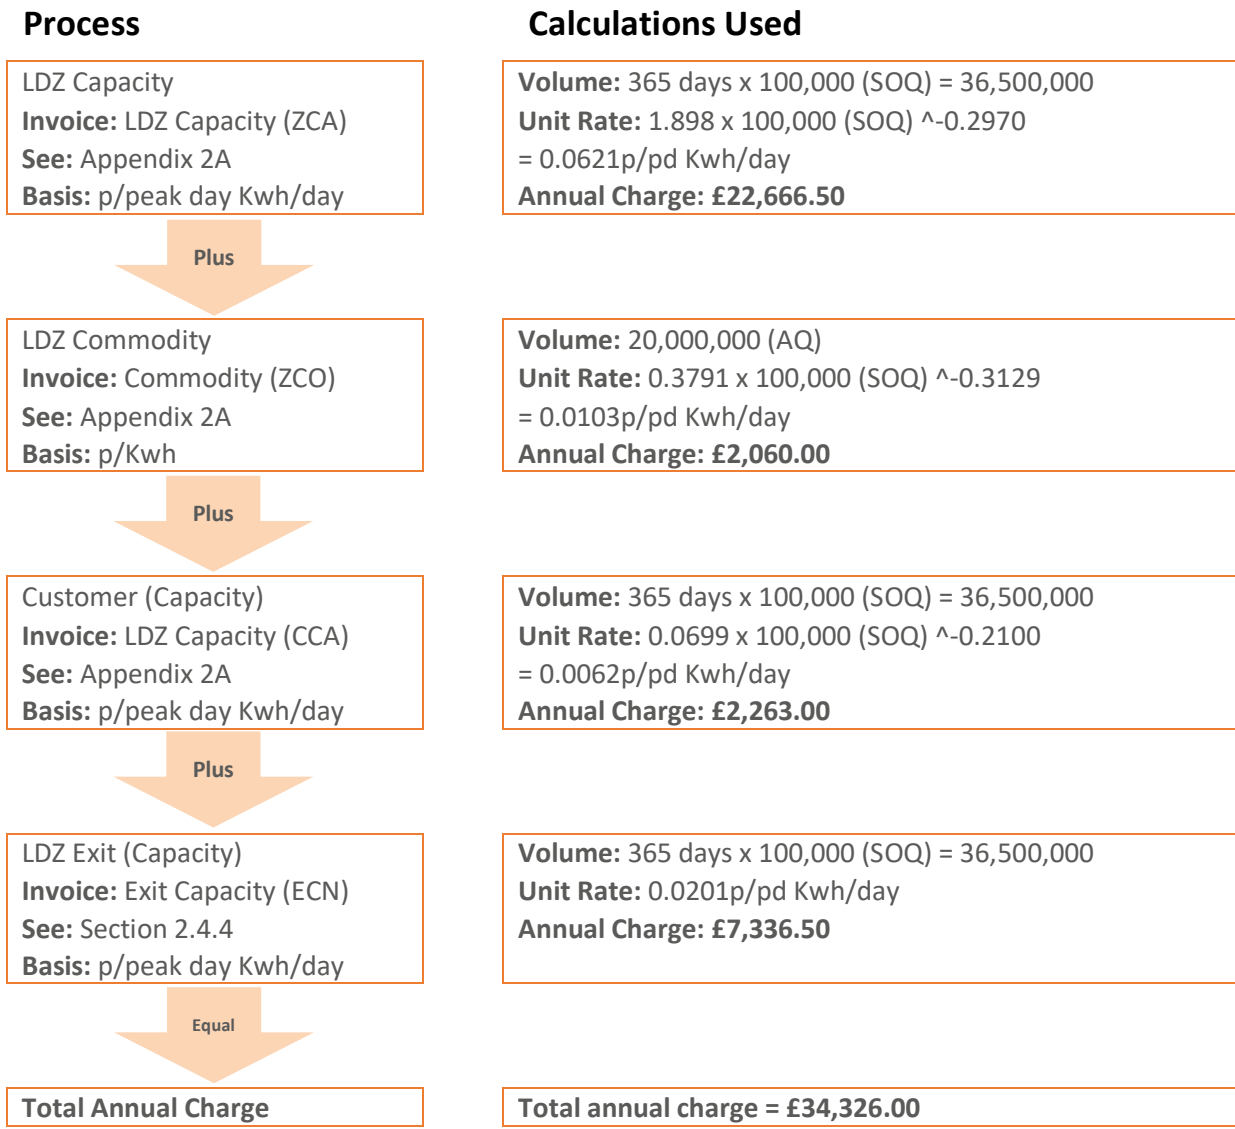 Process
Calculations Used
LDZ Capacity
Invoice: LDZ Capacity (ZCA)
See: Appendix 2A
Basis: p/peak day Kwh/day
Volume: 365 days x 100,000 (SOQ) = 36,500,000
Unit Rate: 1.898 x 100,000 (SOQ) ^-0.2970
= 0.0621p/pd Kwh/day
Annual Charge: £22,666.50
Plus
LDZ Commodity
Invoice: Commodity (ZCO)
See: Appendix 2A
Basis: p/Kwh
Volume: 20,000,000 (AQ)
Unit Rate: 0.3791 x 100,000 (SOQ) ^-0.3129
= 0.0103p/pd Kwh/day
Annual Charge: £2,060.00
Plus
Customer (Capacity)
Invoice: LDZ Capacity (CCA)
See: Appendix 2A
Basis: p/peak day Kwh/day
Volume: 365 days x 100,000 (SOQ) = 36,500,000
Unit Rate: 0.0699 x 100,000 (SOQ) ^-0.2100
= 0.0062p/pd Kwh/day
Annual Charge: £2,263.00
Plus
LDZ Exit (Capacity)
Invoice: Exit Capacity (ECN)
See: Section 2.4.4
Basis: p/peak day Kwh/day
Volume: 365 days x 100,000 (SOQ) = 36,500,000
Unit Rate: 0.0201p/pd Kwh/day
Annual Charge: £7,336.50
Equal
Total Annual Charge
Total annual charge = £34,326.00